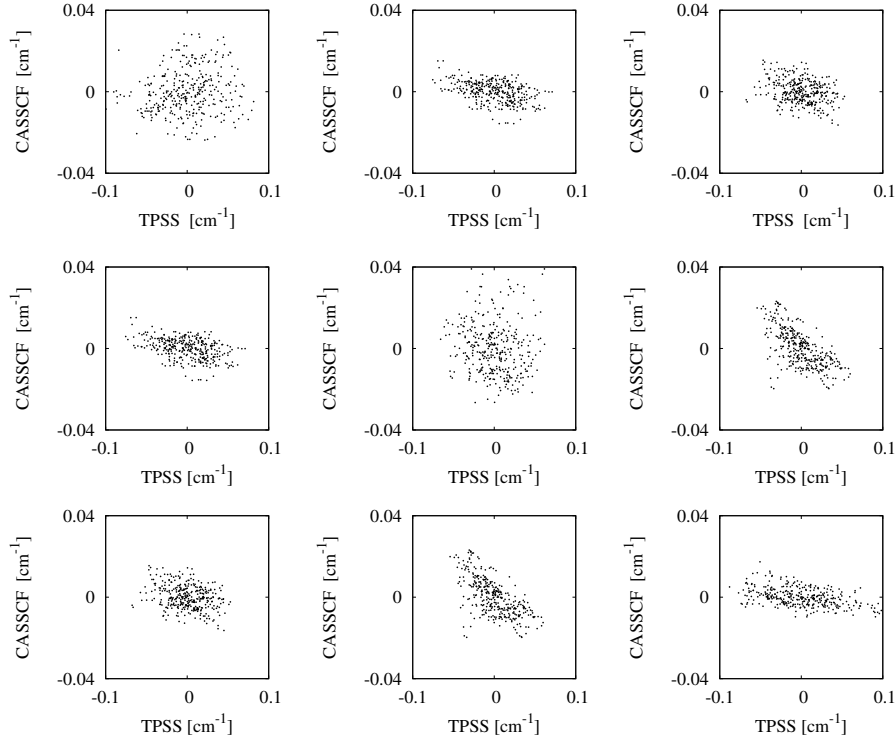 0.04 0.04 0.04
CASSCF [cm-1] CASSCF [cm-1] CASSCF [cm-1]
0 0 0
-0.04 -0.04 -0.04
-0.1 0 0.1 -0.1 0 0.1 -0.1 0 0.1
TPSS [cm-1] TPSS [cm-1] TPSS [cm-1]
0.04 0.04 0.04
CASSCF [cm-1] CASSCF [cm-1] CASSCF [cm-1]
0 0 0
-0.04 -0.04 -0.04
-0.1 0 0.1 -0.1 0 0.1 -0.1 0 0.1
TPSS [cm-1] TPSS [cm-1] TPSS [cm-1]
0.04 0.04 0.04
CASSCF [cm-1] CASSCF [cm-1] CASSCF [cm-1]
0 0 0
-0.04 -0.04 -0.04
-0.1 0 0.1 -0.1 0 0.1 -0.1 0 0.1
TPSS [cm-1] TPSS [cm-1] TPSS [cm-1]